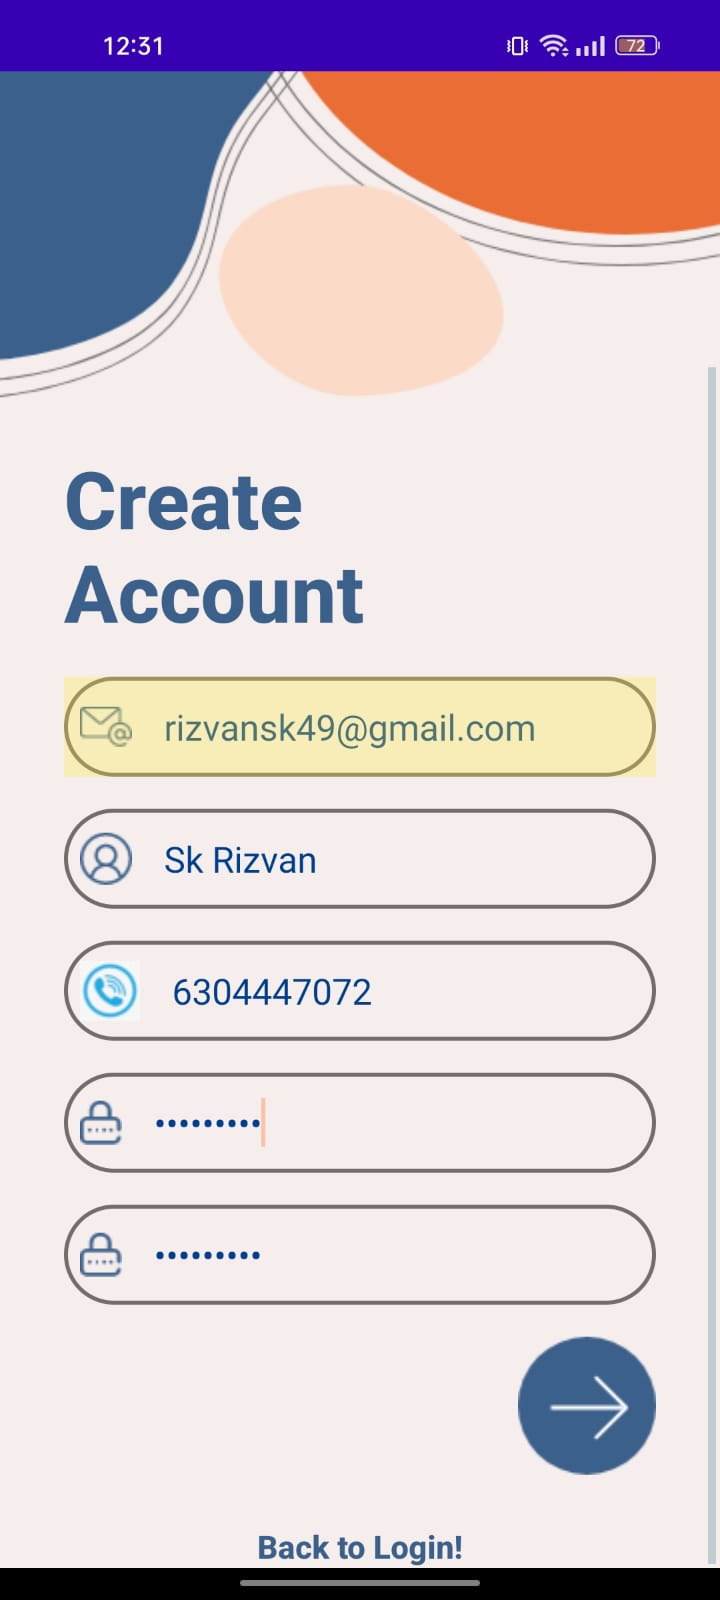 12:31
72
Create
Account
rizvansk49@gmail.com
Sk Rizvan
6304447072
•••••••••
•••••••••
Back to Login!